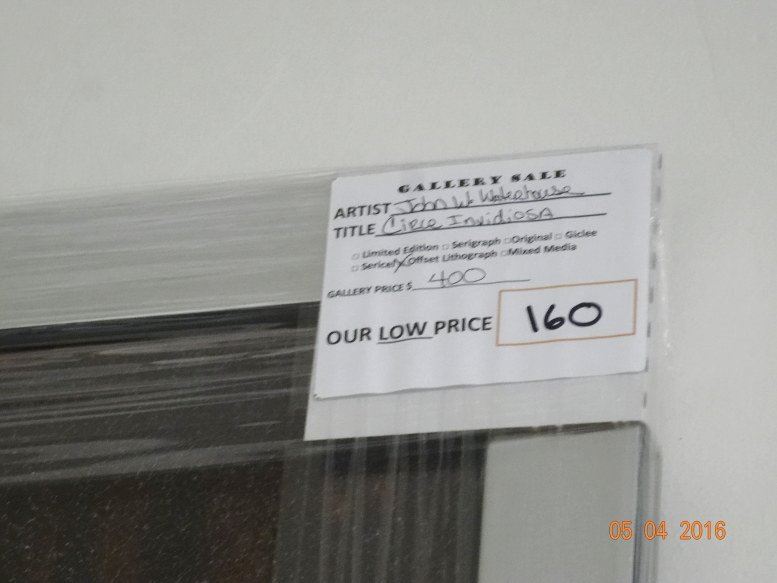 GALLERY SALE
ARTIST John W Waterhouse
TITLE Circe InvidiosA
□ Limited Edition □ Serigraph □Original □ Giclee
□ Sericel X Offset Lithograph □Mixed Media
GALLERY PRICE $ 400
OUR LOW PRICE 160
05 04 2016